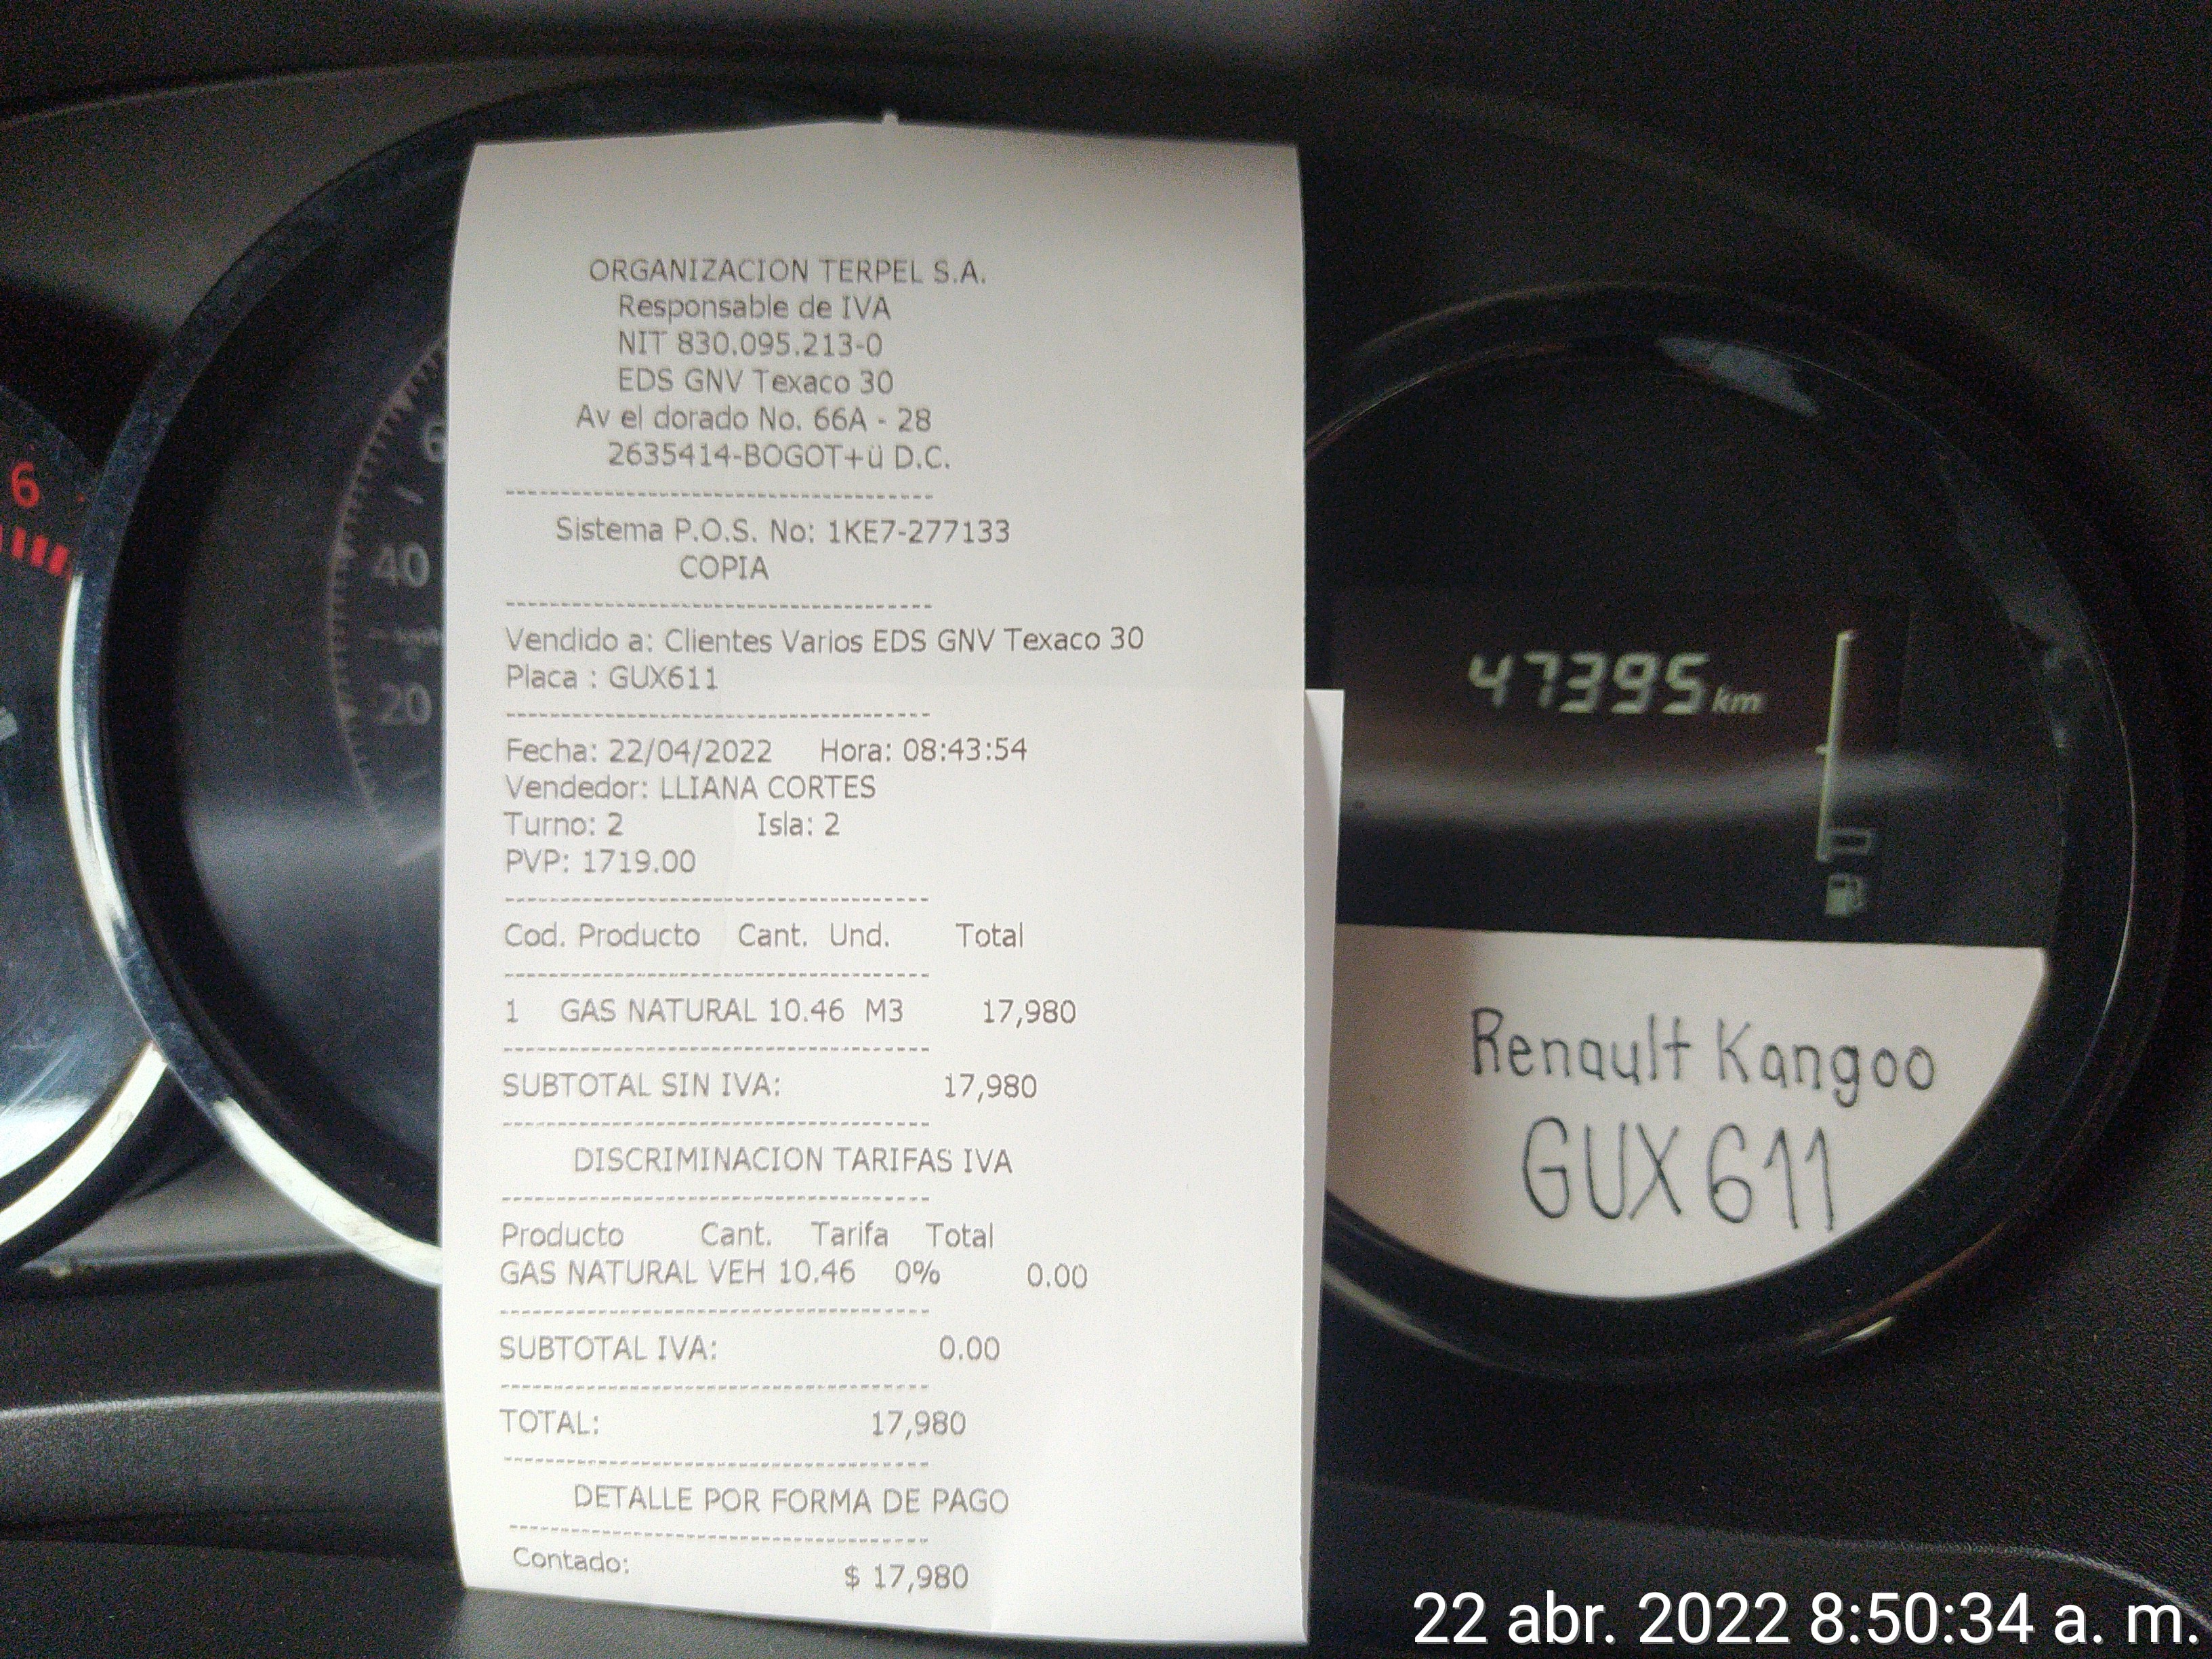 ORGANIZACION TERPEL S.A.
Responsable de IVA
NIT 830.095.213-0
EDS GNV Texaco 30
Av el dorado No. 66A - 28
2635414-BOGOT+ü D.C.
Sistema P.O.S. No: 1KE7-277133
COPIA
Vendido a: Clientes Varios EDS GNV Texaco 30
Placa : GUX611
Fecha: 22/04/2022 Hora: 08:43:54
Vendedor: LLIANA CORTES
Turno: 2 Isla: 2
PVP: 1719.00
Cod. Producto Cant. Und. Total
1 GAS NATURAL 10.46 M3 17,980
SUBTOTAL SIN IVA: 17,980
DISCRIMINACION TARIFAS IVA
Producto Cant. Tarifa Total
GAS NATURAL VEH 10.46 0% 0.00
SUBTOTAL IVA: 0.00
TOTAL: 17,980
DETALLE POR FORMA DE PAGO
Contado: $ 17,980
6
40
20
47395 km
Renault Kangoo
GUX611
22 abr. 2022 8:50:34 a. m.